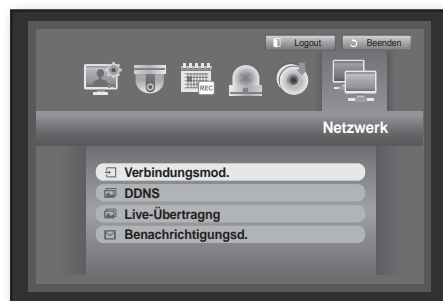 Logout Beenden
REC
Netzwerk
Verbindungsmod.
DDNS
Live-Übertragng
Benachrichtigungsd.